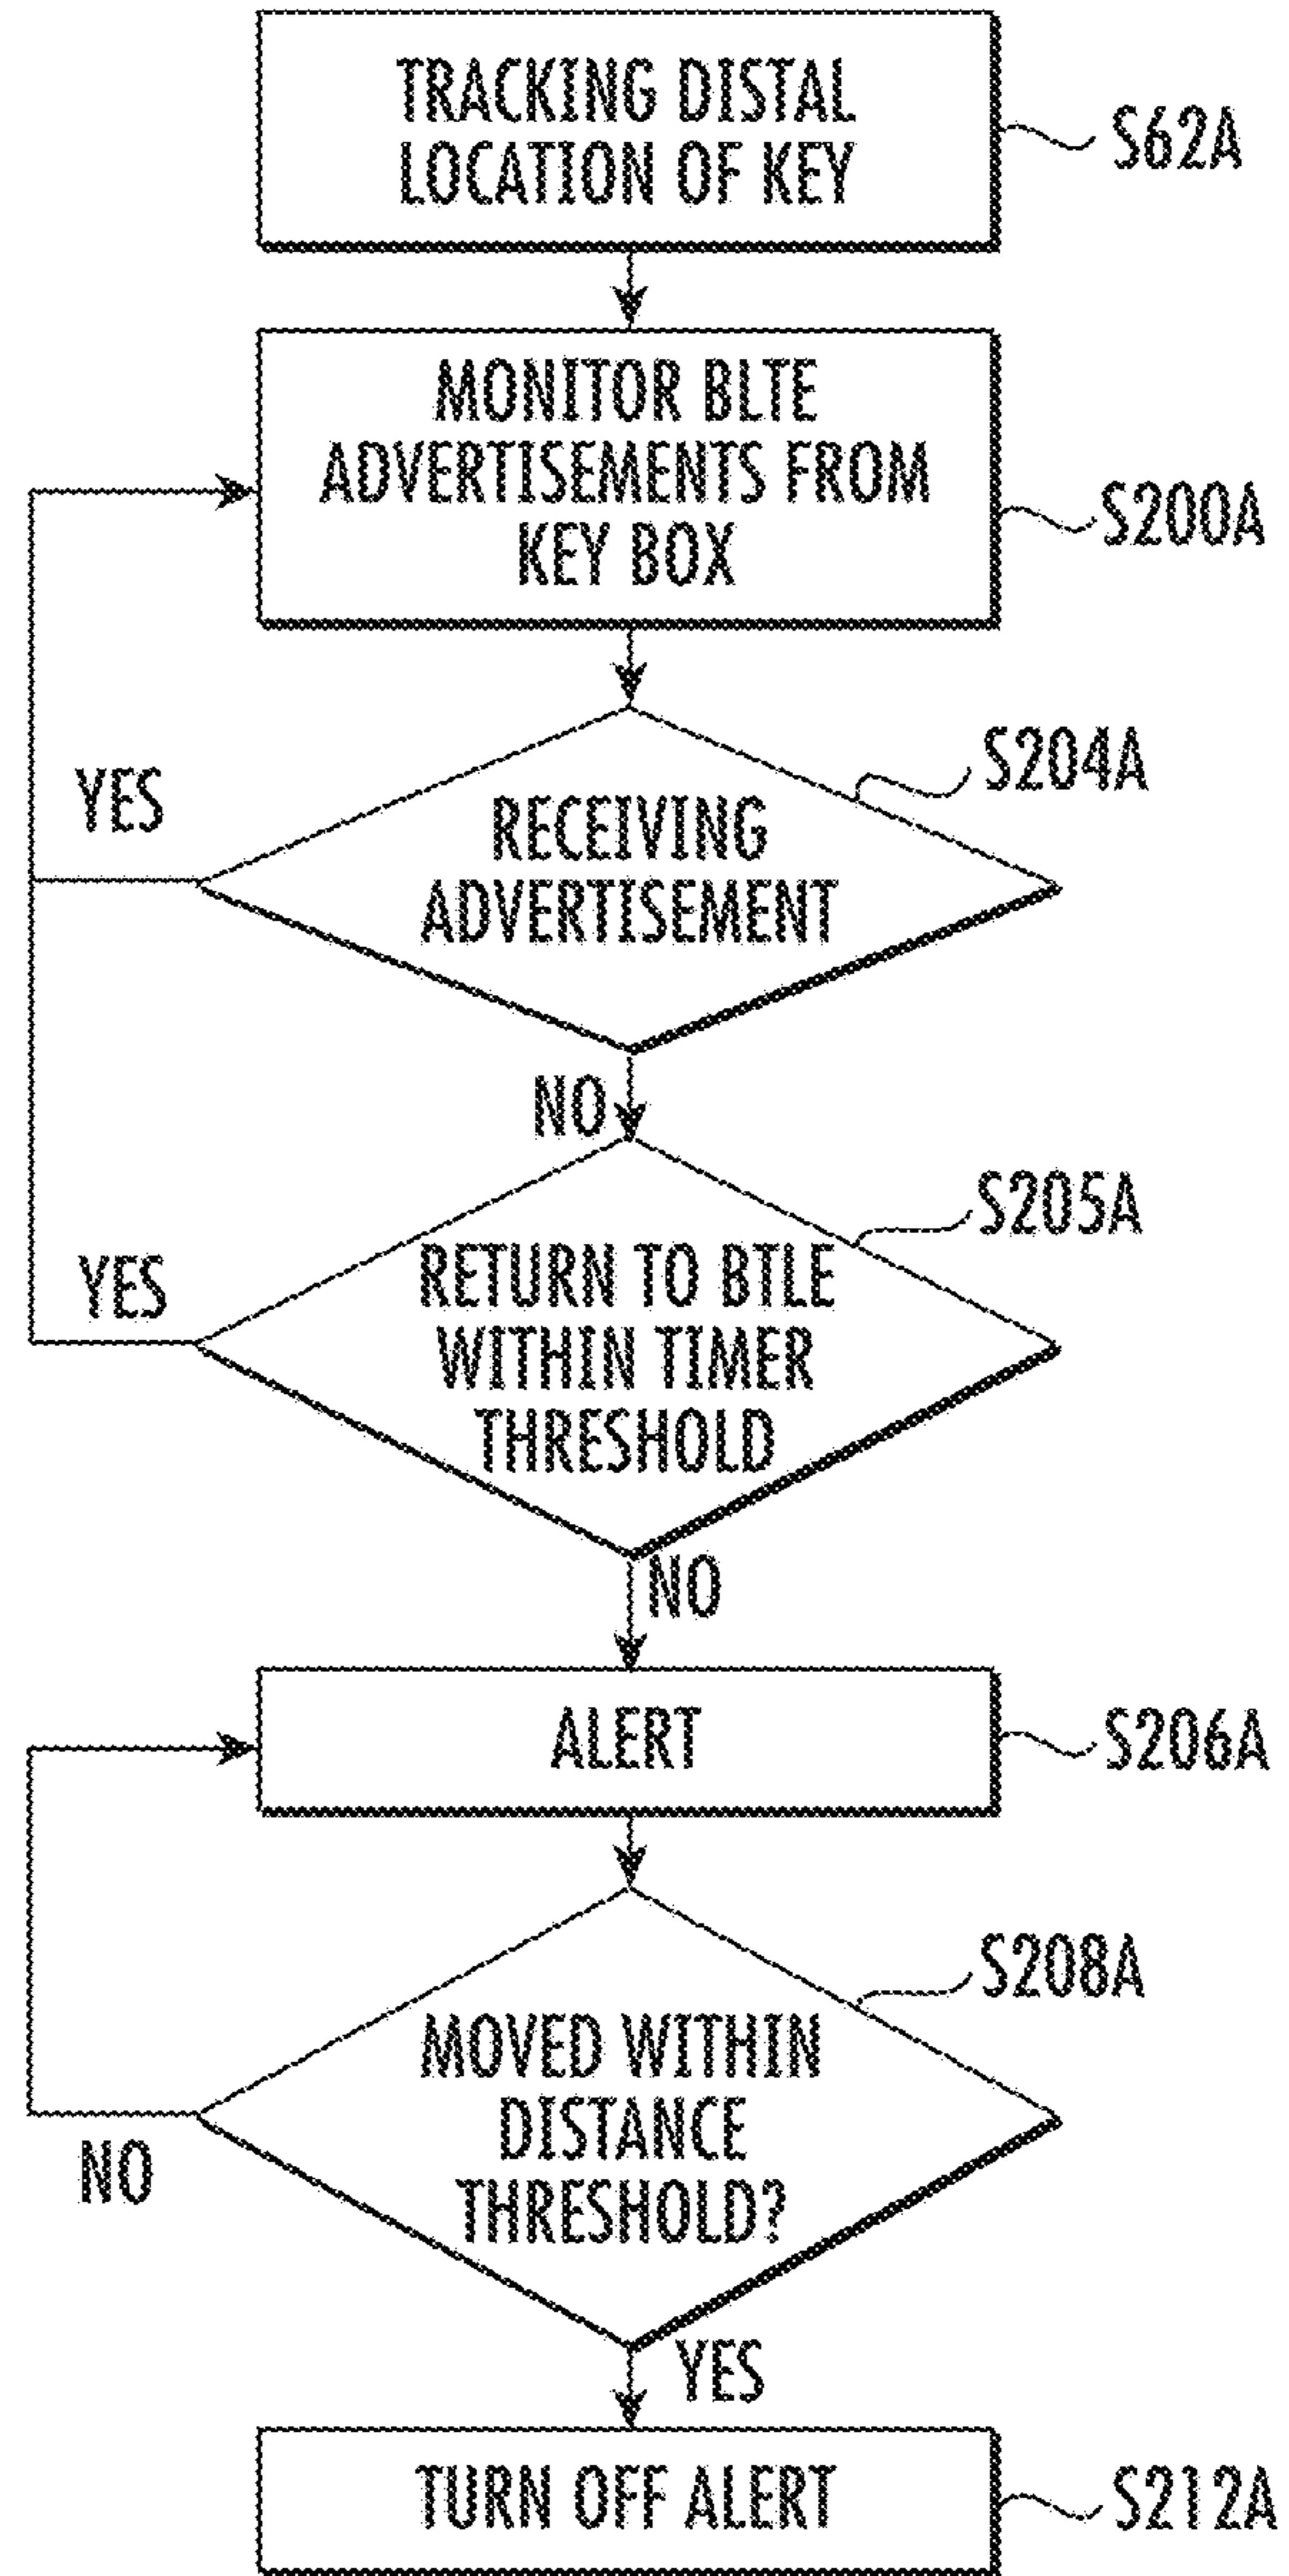 TRACKING DISTAL
LOCATION OF KEY
S62A
MONITOR BLTE
ADVERTISEMENTS FROM
KEY BOX
S200A
S204A
YES
RECEIVING
ADVERTISEMENT
NO
S205A
YES
RETURN TO BTLE
WITHIN TIMER
THRESHOLD
NO
ALERT
S206A
S208A
MOVED WITHIN
DISTANCE
THRESHOLD?
NO
YES
TURN OFF ALERT
S212A